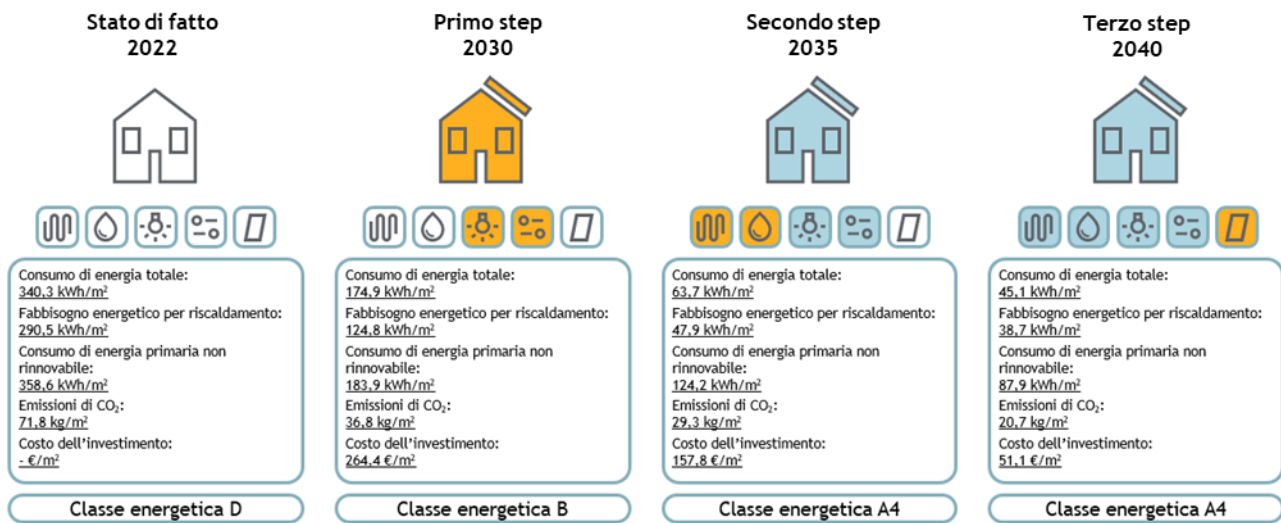 Stato di fatto
2022
Consumo di energia totale:
340,3 kWh/m²
Fabbisogno energetico per riscaldamento:
290,5 kWh/m²
Consumo di energia primaria non
rinnovabile:
358,6 kWh/m²
Emissioni di CO₂:
71,8 kg/m²
Costo dell'investimento:
- €/m²
Classe energetica D
Primo step
2030
Consumo di energia totale:
174,9 kWh/m²
Fabbisogno energetico per riscaldamento:
124,8 kWh/m²
Consumo di energia primaria non
rinnovabile:
183,9 kWh/m²
Emissioni di CO₂:
36,8 kg/m²
Costo dell'investimento:
264,4 €/m²
Classe energetica B
Secondo step
2035
Consumo di energia totale:
63,7 kWh/m²
Fabbisogno energetico per riscaldamento:
47,9 kWh/m²
Consumo di energia primaria non
rinnovabile:
124,2 kWh/m²
Emissioni di CO₂:
29,3 kg/m²
Costo dell'investimento:
157,8 €/m²
Classe energetica A4
Terzo step
2040
Consumo di energia totale:
45,1 kWh/m²
Fabbisogno energetico per riscaldamento:
38,7 kWh/m²
Consumo di energia primaria non
rinnovabile:
87,9 kWh/m²
Emissioni di CO₂:
20,7 kg/m²
Costo dell'investimento:
51,1 €/m²
Classe energetica A4